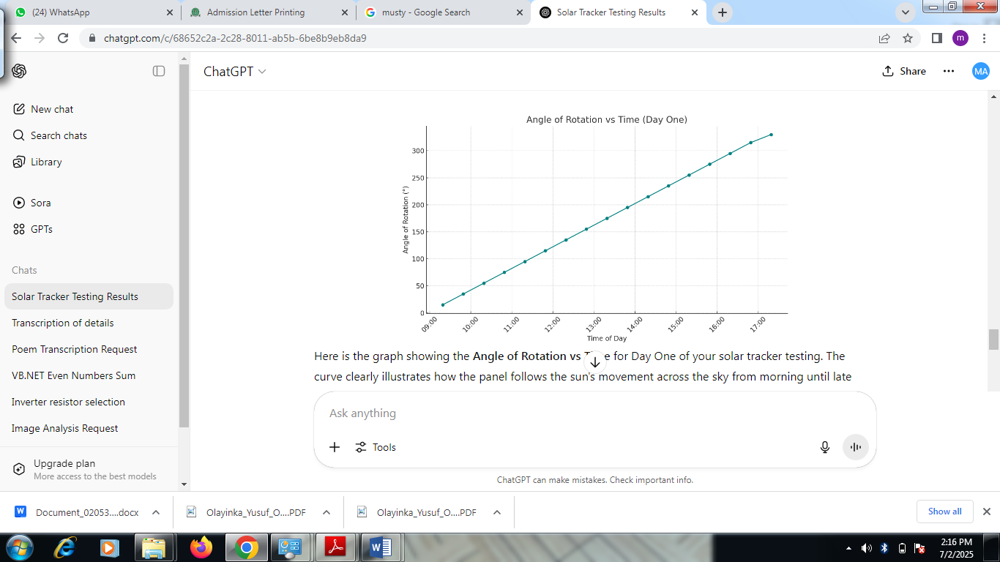 (24) WhatsApp
Admission Letter Printing
musty - Google Search
Solar Tracker Testing Results
chatgpt.com/c/68652c2a-2c28-8011-ab5b-6be8b9eb8da9
m
ChatGPT
Share
MA
New chat
Search chats
Library
Sora
GPTs
Chats
Solar Tracker Testing Results
Transcription of details
Poem Transcription Request
VB.NET Even Numbers Sum
Inverter resistor selection
Image Analysis Request
Upgrade plan
More access to the best models
Angle of Rotation vs Time (Day One)
Angle of Rotation (°)
300
250
200
150
100
50
0
09:00 10:00 11:00 12:00 13:00 14:00 15:00 16:00 17:00
Time of Day
Here is the graph showing the Angle of Rotation vs for Day One of your solar tracker testing. The
curve clearly illustrates how the panel follows the sun's movement across the sky from morning until late
Ask anything
Tools
ChatGPT can make mistakes. Check important info.
Document_02053....docx
Olayinka_Yusuf_O....PDF
Olayinka_Yusuf_O....PDF
Show all
2:16 PM
7/2/2025